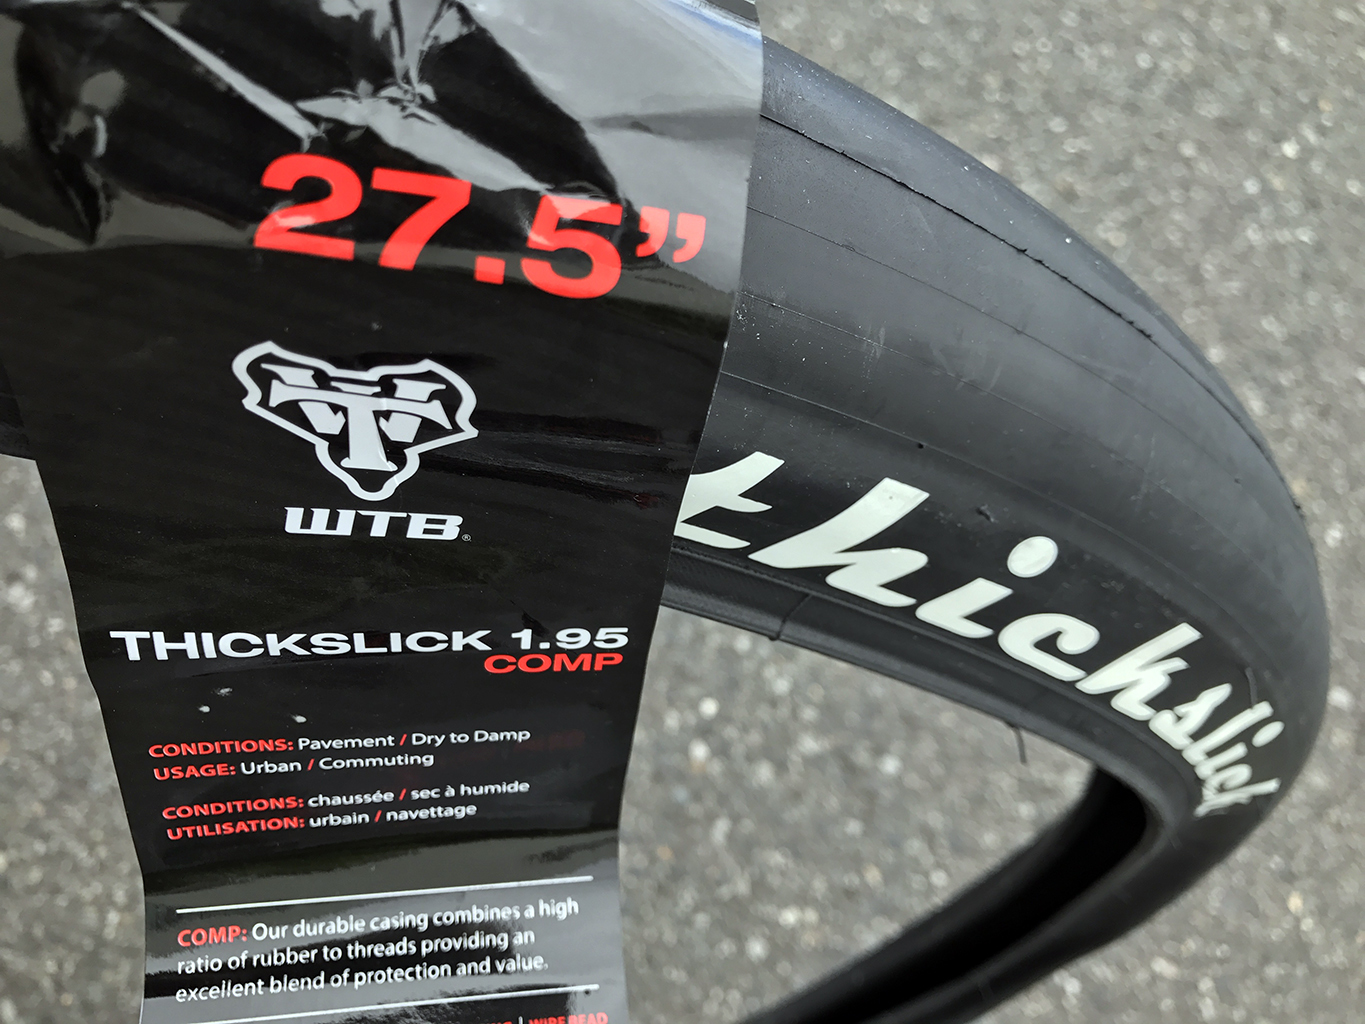 27.5”
WTB®
THICKSLICK 1.95
COMP
CONDITIONS: Pavement / Dry to Damp
USAGE: Urban / Commuting
CONDITIONS: chaussée / sec à humide
UTILISATION: urbain / navettage
COMP: Our durable casing combines a high
ratio of rubber to threads providing an
excellent blend of protection and value.
| WIRE BEAD
thickslick